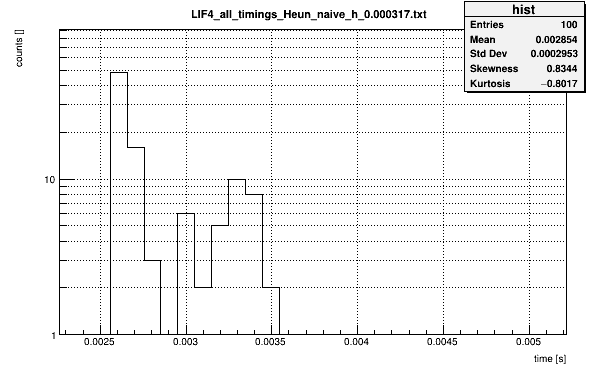 LIF4_all_timings_Heun_naive_h_0.000317.txt
hist
Entries 100
Mean 0.002854
Std Dev 0.0002953
Skewness 0.8344
Kurtosis −0.8017
counts []
10
1
0.0025 0.003 0.0035 0.004 0.0045 0.005
time [s]